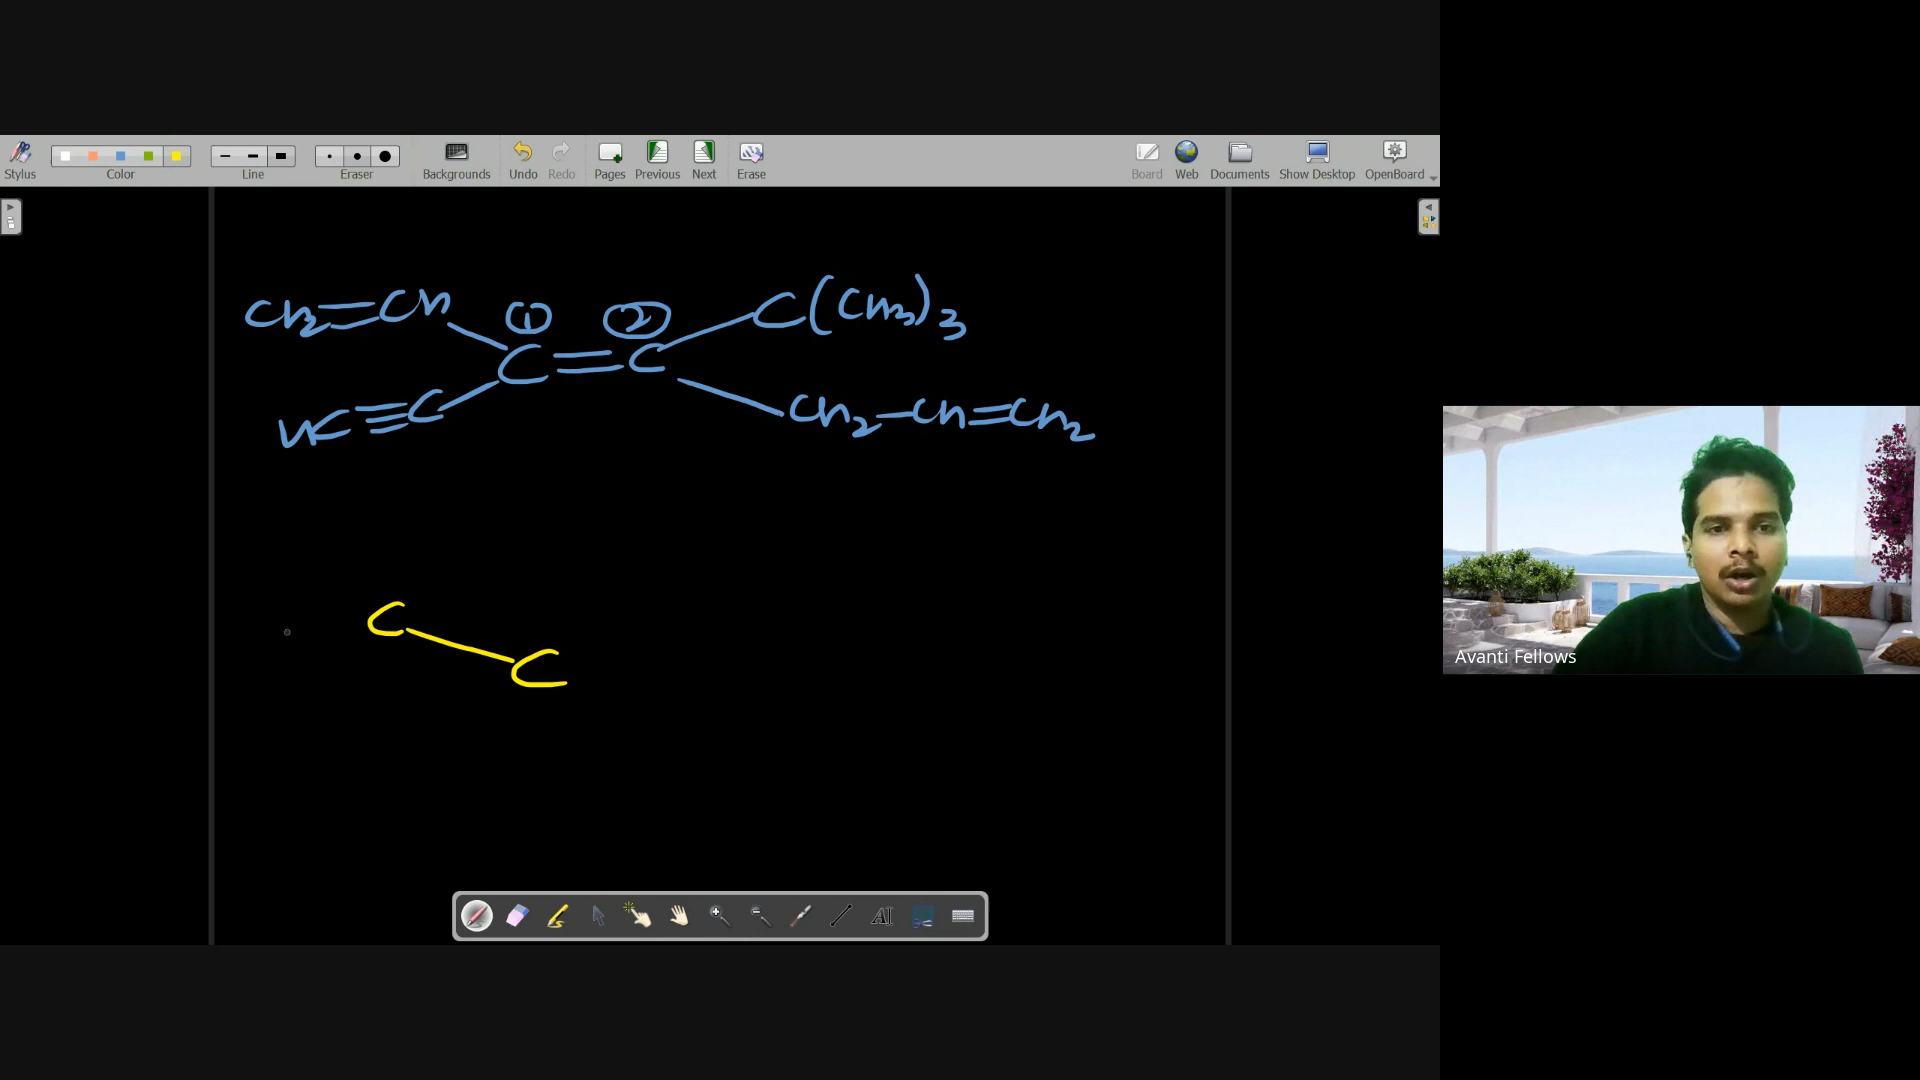 Stylus Color Line Eraser Backgrounds Undo Redo Pages Previous Next Erase Board Web Documents Show Desktop OpenBoard
CH2=CH ① ② C(CH3)3
C=C
HC≡C CH2-CH=CH2
C
C
Avanti Fellows
AI